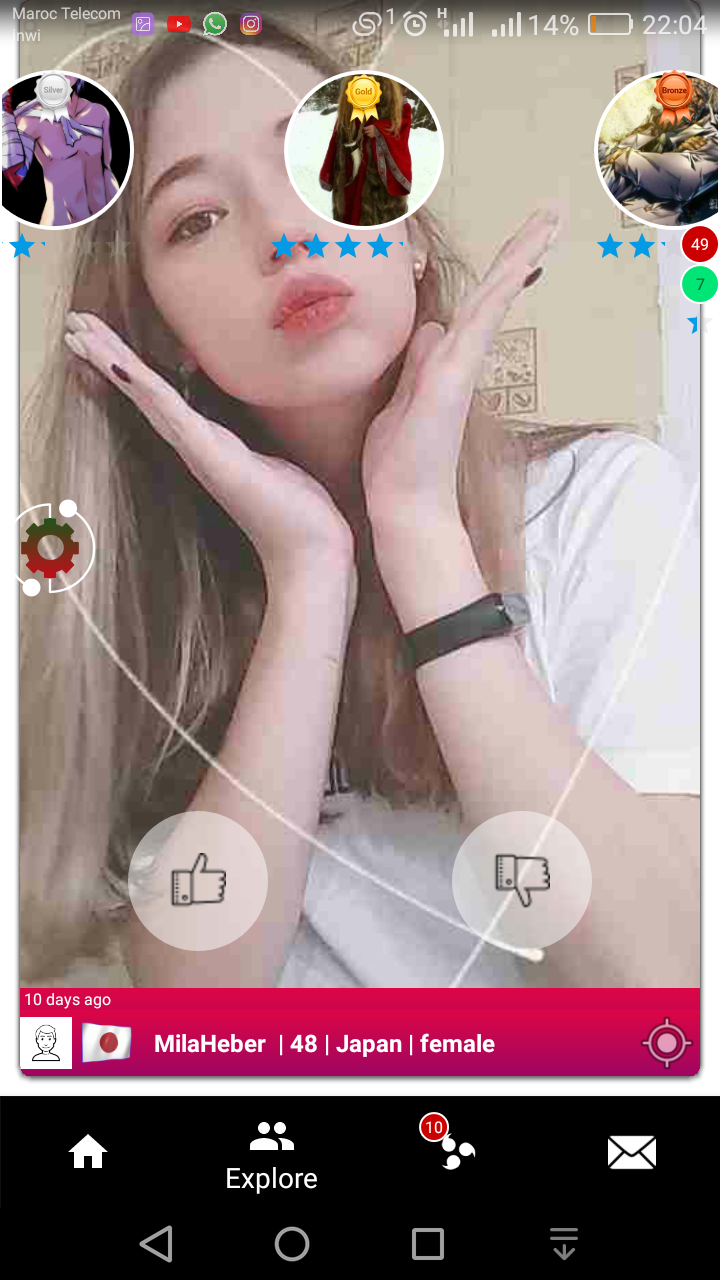 Maroc Telecom
inwi
1
H
14%
22:04
Silver
Gold
Bronze
49
7
10 days ago
MilaHeber | 48 | Japan | female
10
Explore